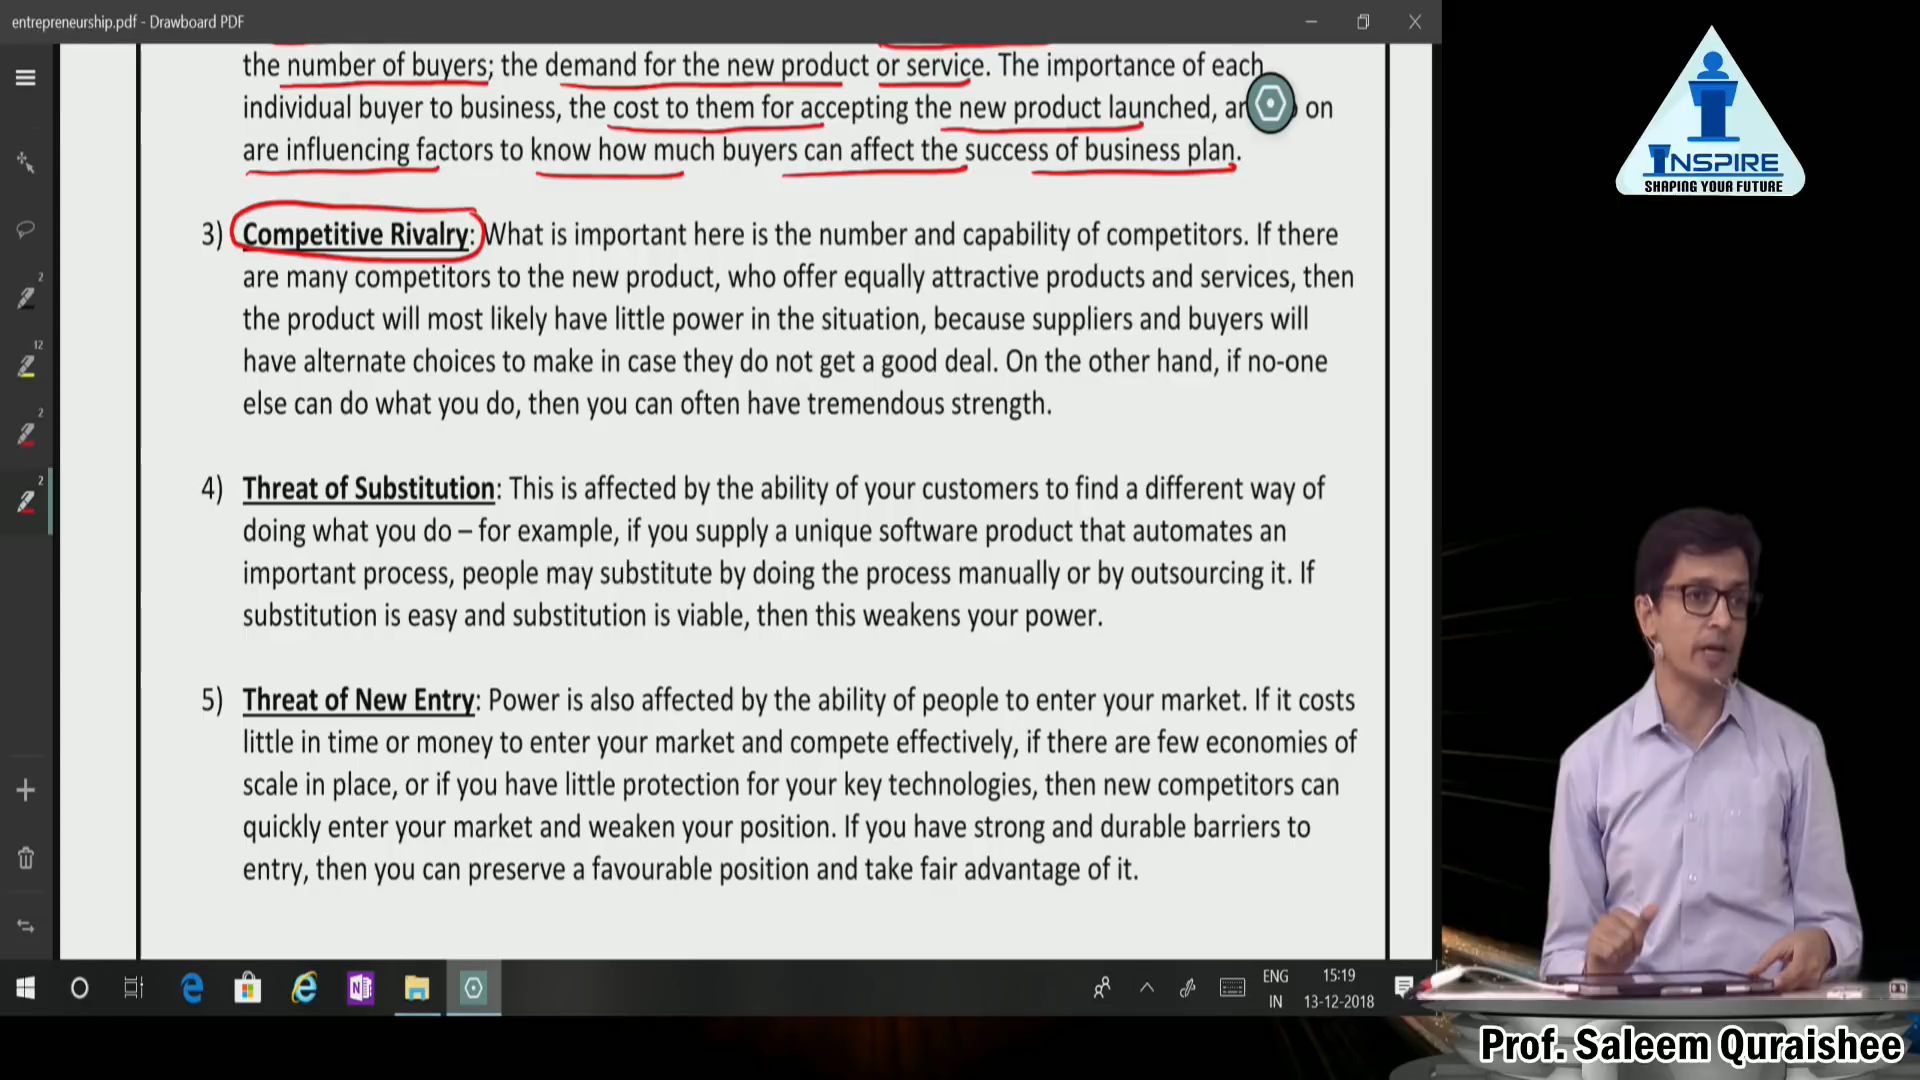 entrepreneurship.pdf - Drawboard PDF
the number of buyers; the demand for the new product or service. The importance of each
individual buyer to business, the cost to them for accepting the new product launched, an on
are influencing factors to know how much buyers can affect the success of business plan.
3) Competitive Rivalry: What is important here is the number and capability of competitors. If there
are many competitors to the new product, who offer equally attractive products and services, then
the product will most likely have little power in the situation, because suppliers and buyers will
have alternate choices to make in case they do not get a good deal. On the other hand, if no-one
else can do what you do, then you can often have tremendous strength.
4) Threat of Substitution: This is affected by the ability of your customers to find a different way of
doing what you do – for example, if you supply a unique software product that automates an
important process, people may substitute by doing the process manually or by outsourcing it. If
substitution is easy and substitution is viable, then this weakens your power.
5) Threat of New Entry: Power is also affected by the ability of people to enter your market. If it costs
little in time or money to enter your market and compete effectively, if there are few economies of
scale in place, or if you have little protection for your key technologies, then new competitors can
quickly enter your market and weaken your position. If you have strong and durable barriers to
entry, then you can preserve a favourable position and take fair advantage of it.
2
12
2
2
ENG
IN
15:19
13-12-2018
INSPIRE
SHAPING YOUR FUTURE
Prof. Saleem Quraishee